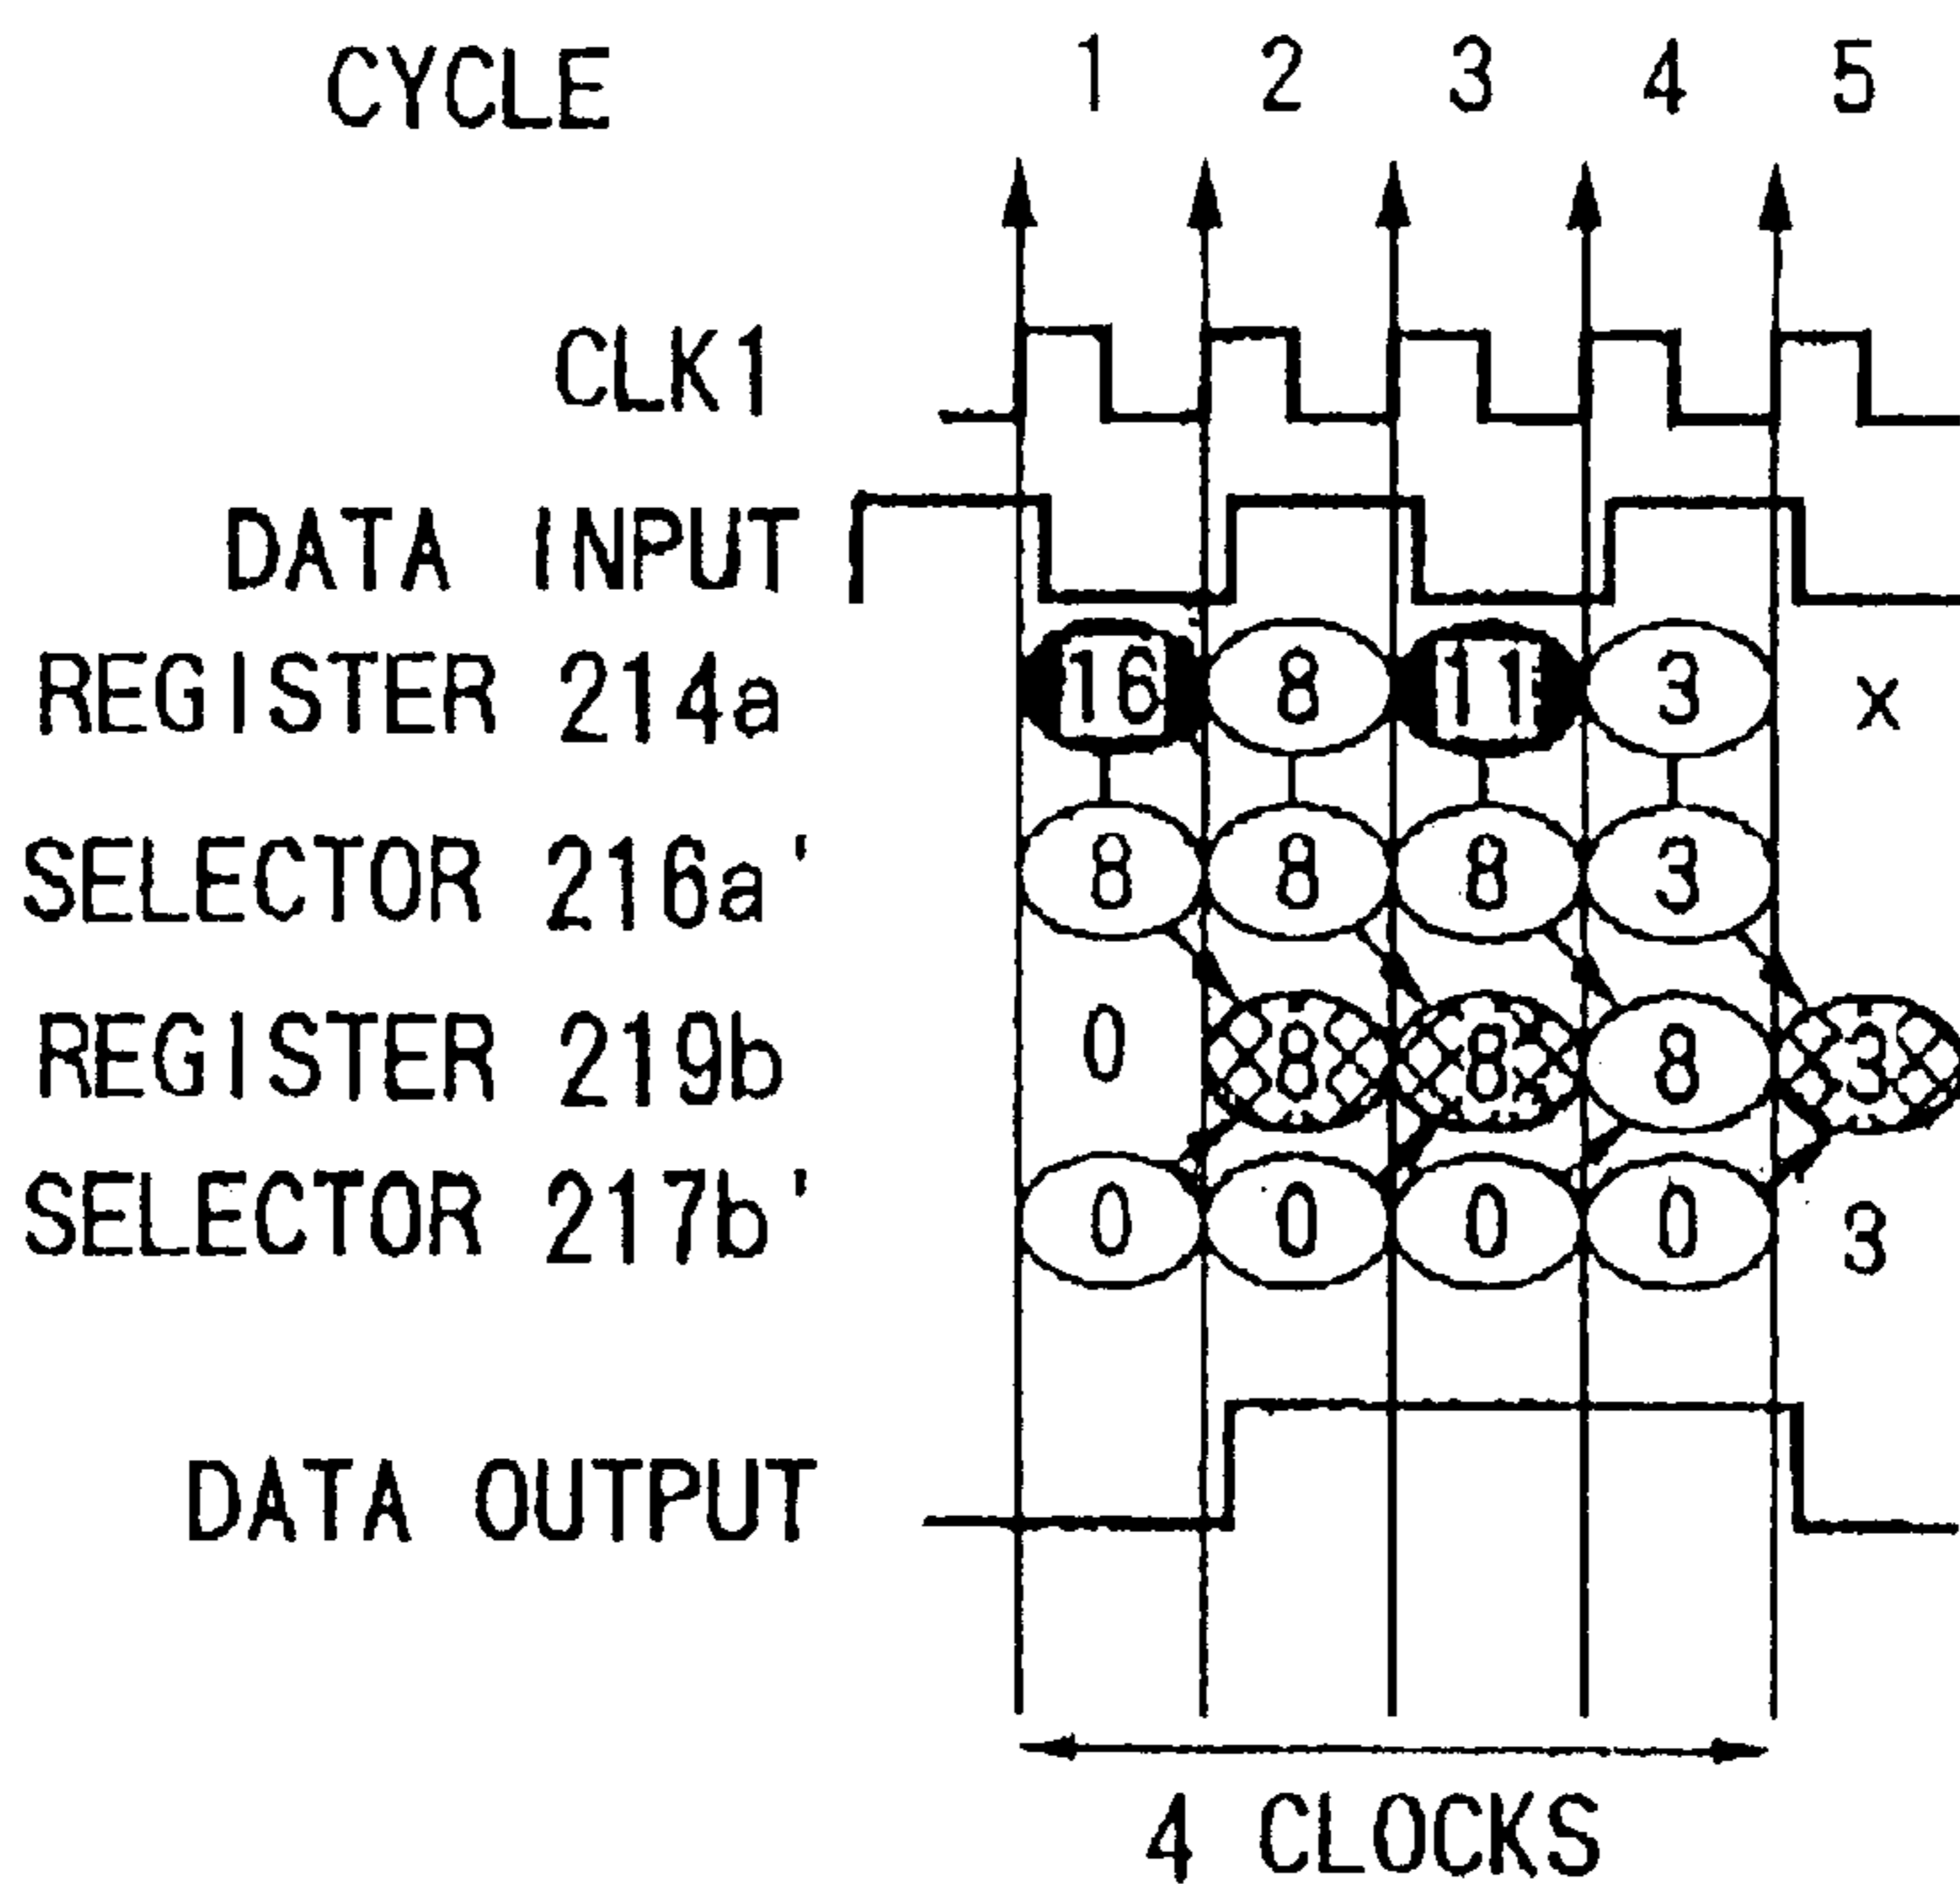 CYCLE 1 2 3 4 5
CLK1
DATA INPUT
REGISTER 214a 16 8 11 3 x
SELECTOR 216a' 8 8 8 3
REGISTER 219b 0 8 8 8 3
SELECTOR 217b' 0 0 0 0 3
DATA OUTPUT
4 CLOCKS